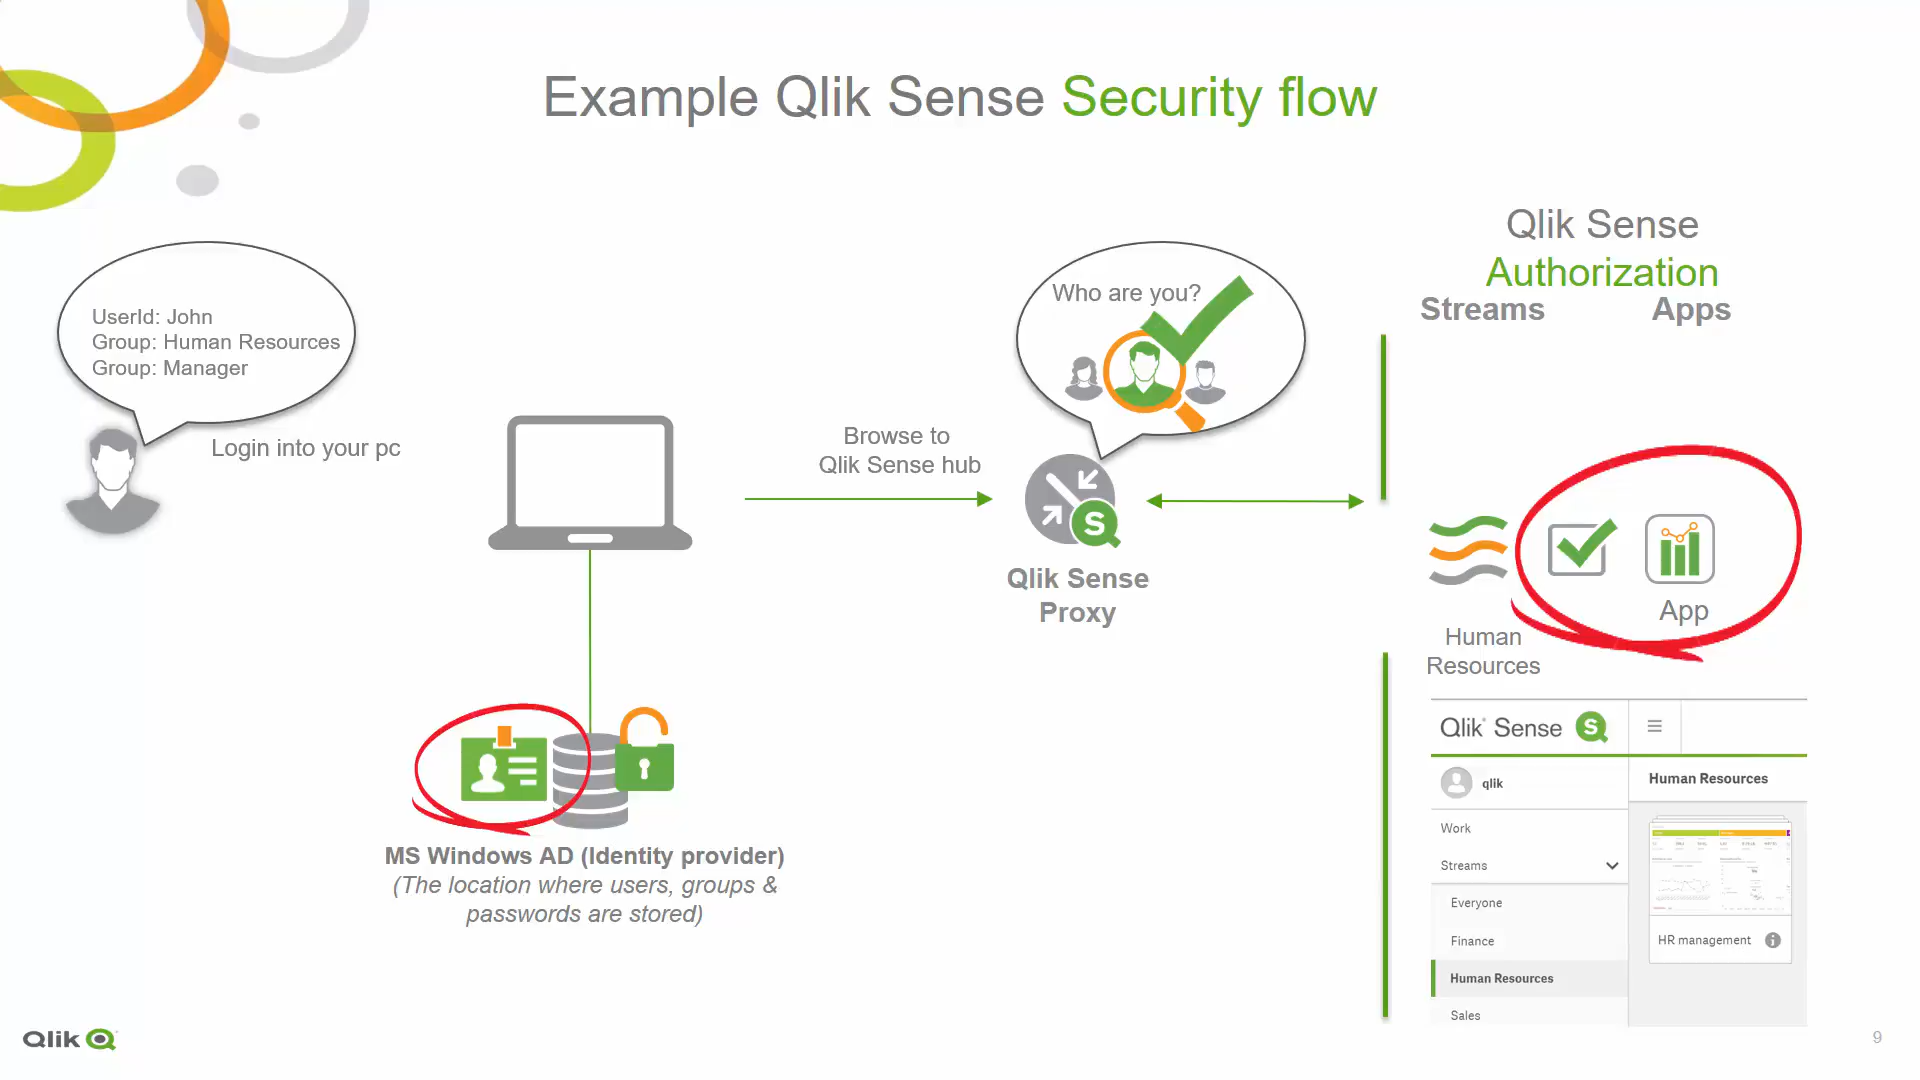 Example Qlik Sense Security flow
UserId: John
Group: Human Resources
Group: Manager
Login into your pc
Browse to
Qlik Sense hub
Who are you?
S
Qlik Sense
Proxy
MS Windows AD (Identity provider)
(The location where users, groups &
passwords are stored)
Qlik Sense
Authorization
Streams Apps
App
Human
Resources
Qlik Sense S
qlik
Human Resources
Work
Streams
Everyone
Finance
HR management i
Human Resources
Sales
Qlik
9